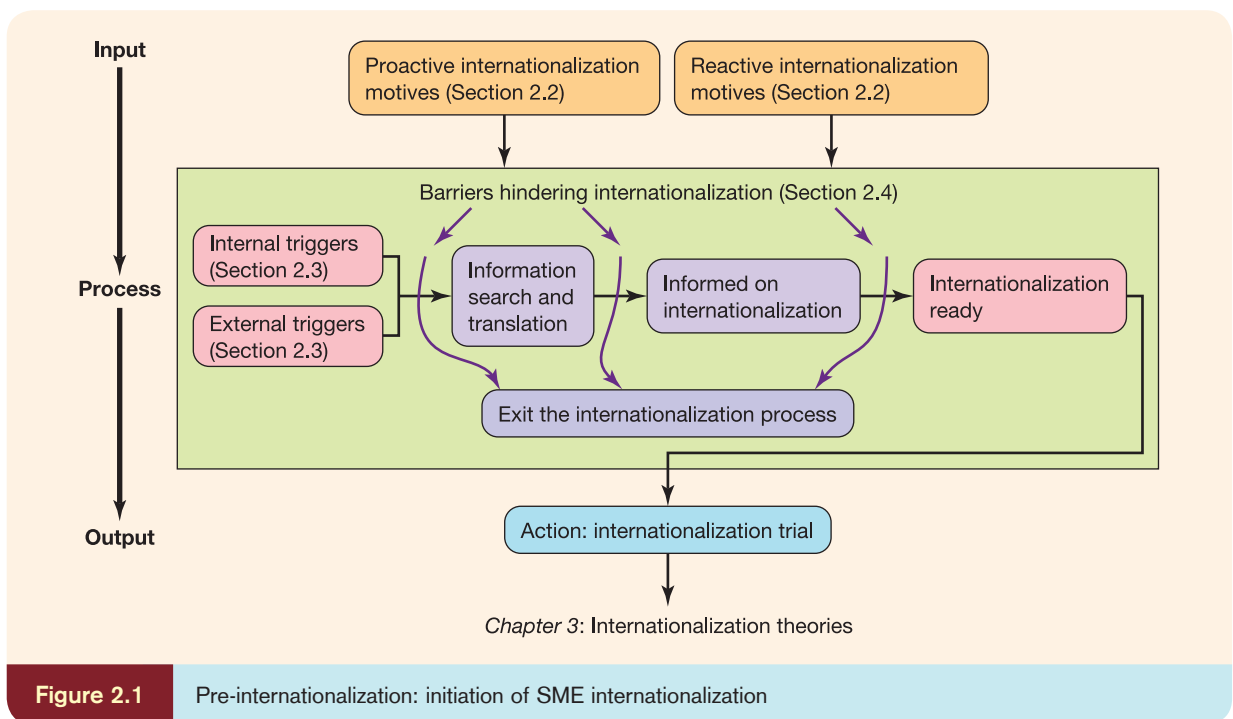 Input
Proactive internationalization
motives (Section 2.2)
Reactive internationalization
motives (Section 2.2)
Barriers hindering internationalization (Section 2.4)
Internal triggers
(Section 2.3)
External triggers
(Section 2.3)
Process
Information
search and
translation
Informed on
internationalization
Internationalization
ready
Exit the internationalization process
Output
Action: internationalization trial
Chapter 3: Internationalization theories
Figure 2.1 Pre-internationalization: initiation of SME internationalization